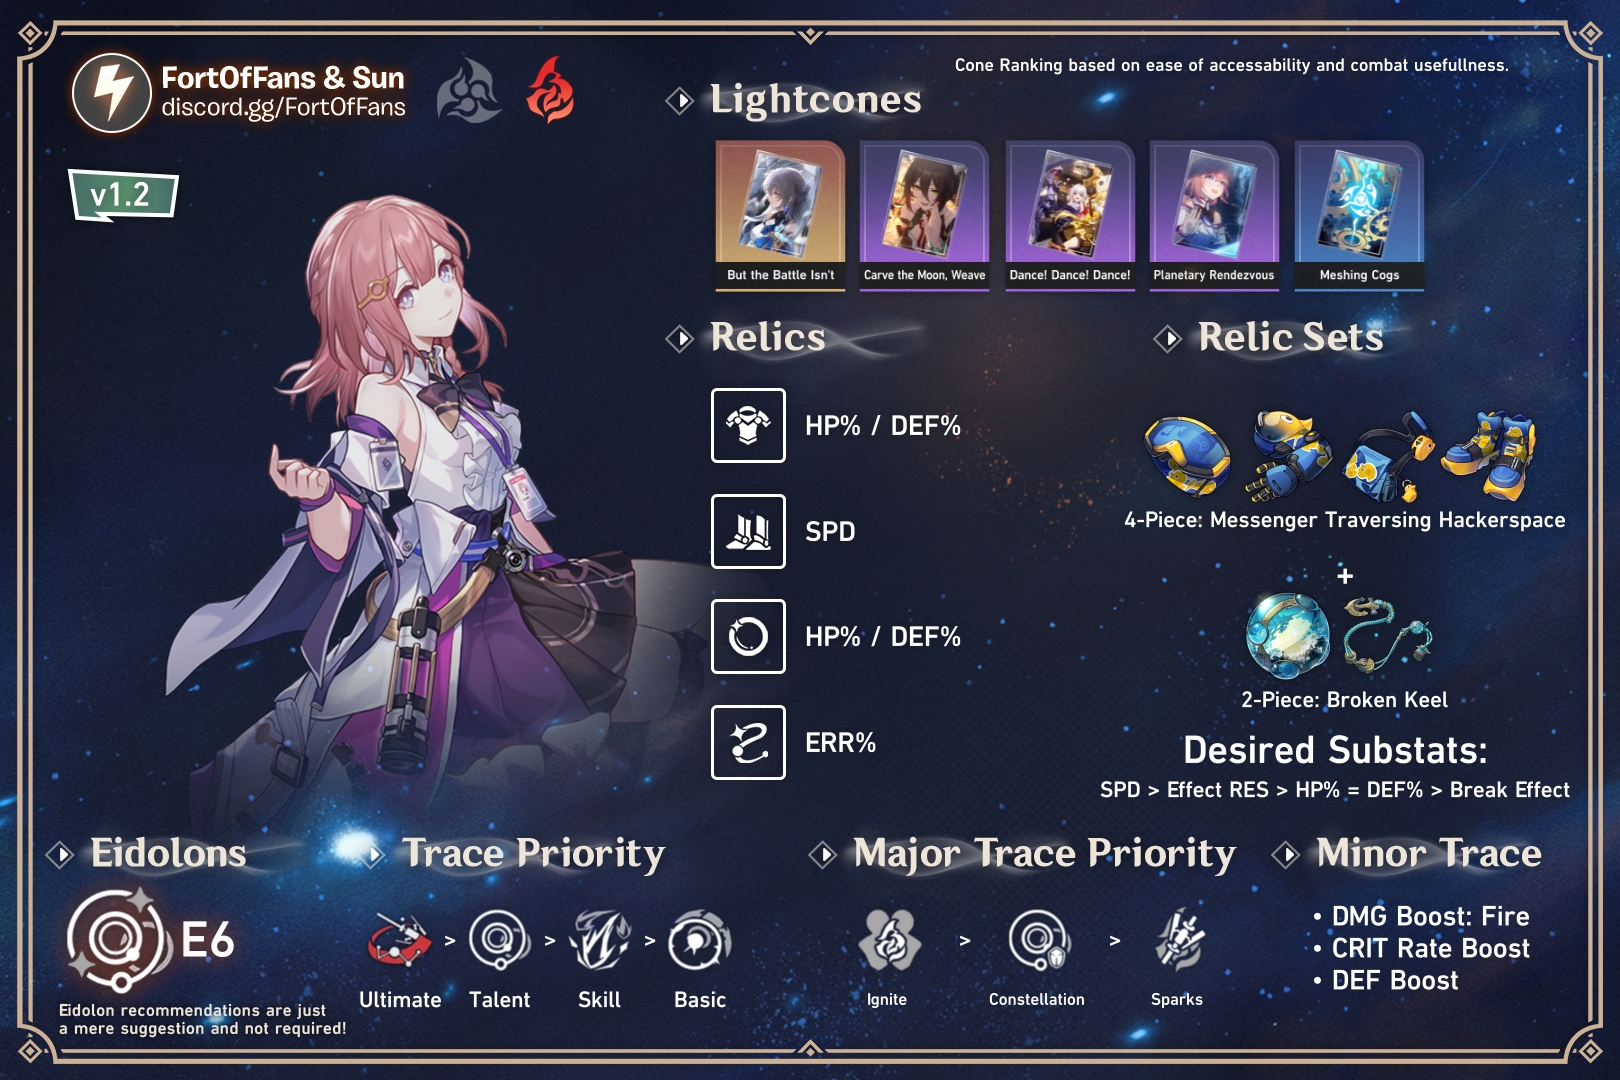 FortOfFans & Sun
discord.gg/FortOfFans
v1.2
Cone Ranking based on ease of accessability and combat usefullness.
Lightcones
But the Battle Isn't
Carve the Moon, Weave
Dance! Dance! Dance!
Planetary Rendezvous
Meshing Cogs
Relics
HP% / DEF%
SPD
HP% / DEF%
ERR%
Relic Sets
4-Piece: Messenger Traversing Hackerspace
+
2-Piece: Broken Keel
Desired Substats:
SPD > Effect RES > HP% = DEF% > Break Effect
Eidolons
E6
Eidolon recommendations are just
a mere suggestion and not required!
Trace Priority
> > >
Ultimate Talent Skill Basic
Major Trace Priority
> >
Ignite Constellation Sparks
Minor Trace
• DMG Boost: Fire
• CRIT Rate Boost
• DEF Boost